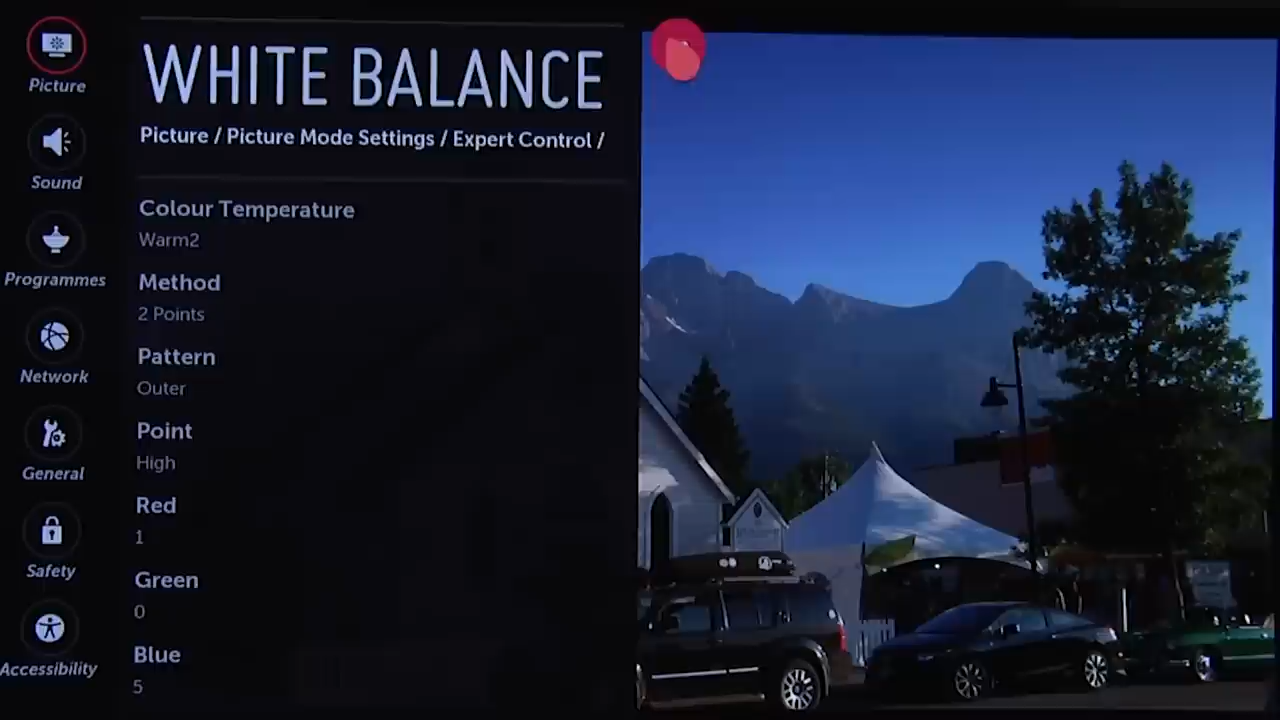 Picture
Sound
Programmes
Network
General
Safety
Accessibility
WHITE BALANCE
Picture / Picture Mode Settings / Expert Control /
Colour Temperature
Warm2
Method
2 Points
Pattern
Outer
Point
High
Red
1
Green
0
Blue
5